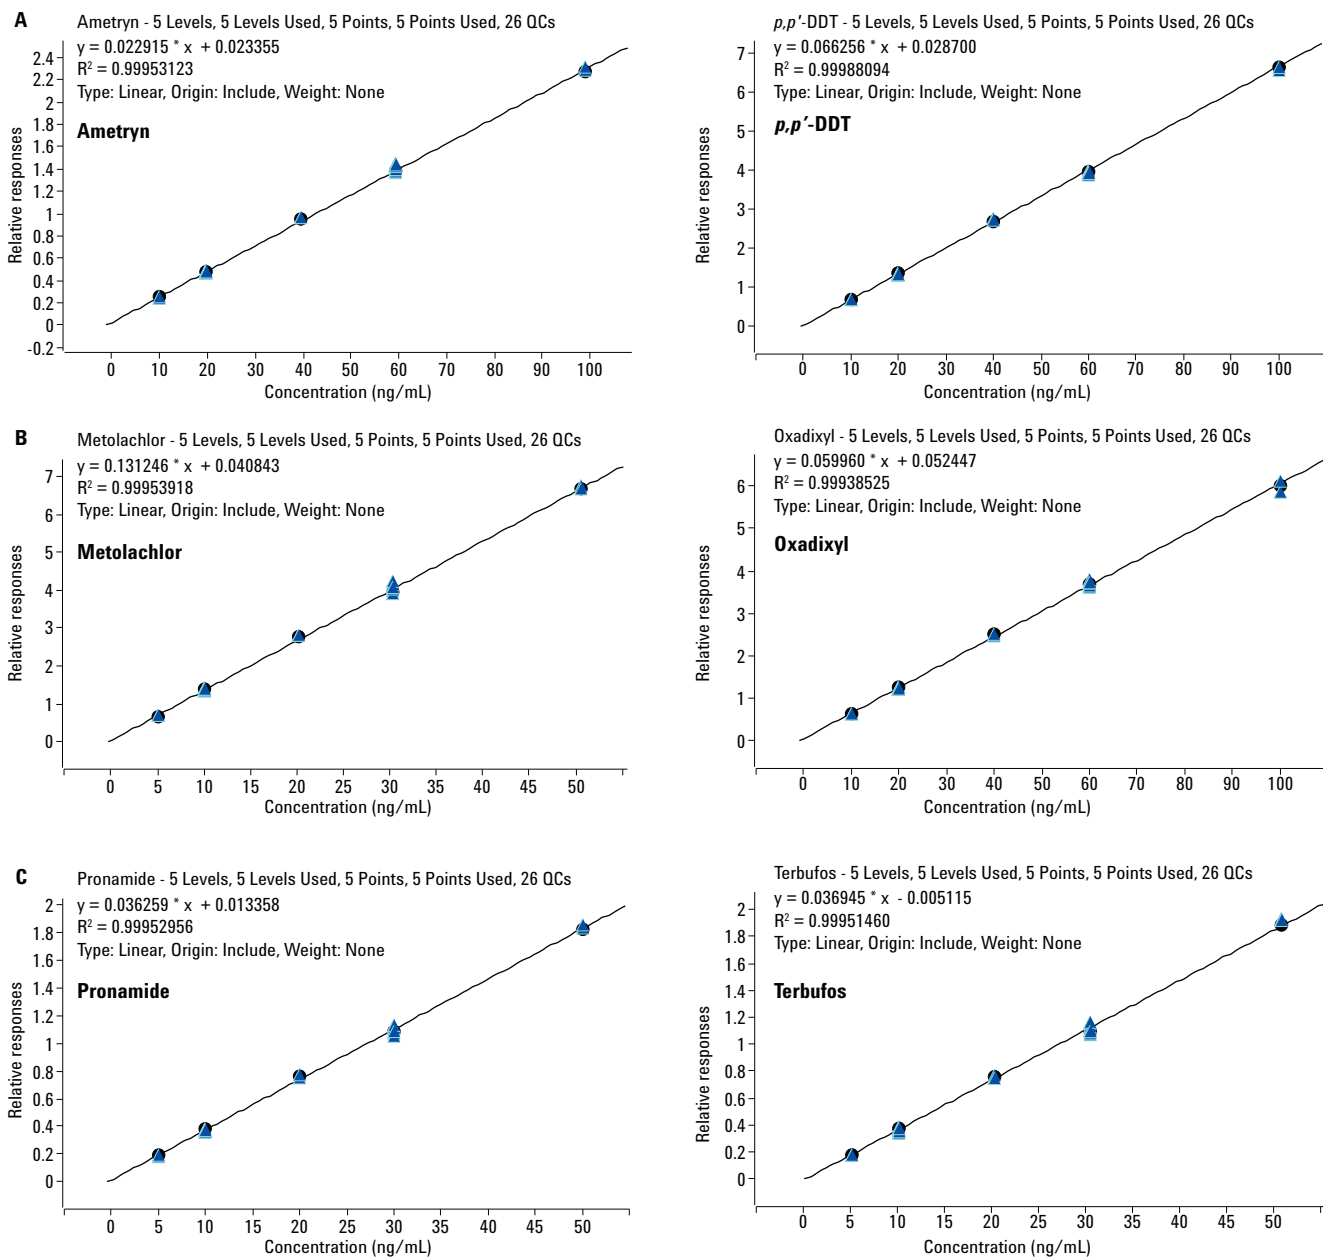 A
Ametryn - 5 Levels, 5 Levels Used, 5 Points, 5 Points Used, 26 QCs
y = 0.022915 * x + 0.023355
R² = 0.99953123
Type: Linear, Origin: Include, Weight: None
Ametryn
Relative responses
2.4
2.2
2
1.8
1.6
1.4
1.2
1
0.8
0.6
0.4
0.2
0
-0.2
0 10 20 30 40 50 60 70 80 90 100
Concentration (ng/mL)
p,p′-DDT - 5 Levels, 5 Levels Used, 5 Points, 5 Points Used, 26 QCs
y = 0.066256 * x + 0.028700
R² = 0.99988094
Type: Linear, Origin: Include, Weight: None
p,p′-DDT
Relative responses
7
6
5
4
3
2
1
0
0 10 20 30 40 50 60 70 80 90 100
Concentration (ng/mL)
B
Metolachlor - 5 Levels, 5 Levels Used, 5 Points, 5 Points Used, 26 QCs
y = 0.131246 * x + 0.040843
R² = 0.99953918
Type: Linear, Origin: Include, Weight: None
Metolachlor
Relative responses
7
6
5
4
3
2
1
0
0 5 10 15 20 25 30 35 40 45 50
Concentration (ng/mL)
Oxadixyl - 5 Levels, 5 Levels Used, 5 Points, 5 Points Used, 26 QCs
y = 0.059960 * x + 0.052447
R² = 0.99938525
Type: Linear, Origin: Include, Weight: None
Oxadixyl
Relative responses
6
5
4
3
2
1
0
0 10 20 30 40 50 60 70 80 90 100
Concentration (ng/mL)
C
Pronamide - 5 Levels, 5 Levels Used, 5 Points, 5 Points Used, 26 QCs
y = 0.036259 * x + 0.013358
R² = 0.99952956
Type: Linear, Origin: Include, Weight: None
Pronamide
Relative responses
2
1.8
1.6
1.4
1.2
1
0.8
0.6
0.4
0.2
0
0 5 10 15 20 25 30 35 40 45 50
Concentration (ng/mL)
Terbufos - 5 Levels, 5 Levels Used, 5 Points, 5 Points Used, 26 QCs
y = 0.036945 * x - 0.005115
R² = 0.99951460
Type: Linear, Origin: Include, Weight: None
Terbufos
Relative responses
2
1.8
1.6
1.4
1.2
1
0.8
0.6
0.4
0.2
0
0 5 10 15 20 25 30 35 40 45 50
Concentration (ng/mL)